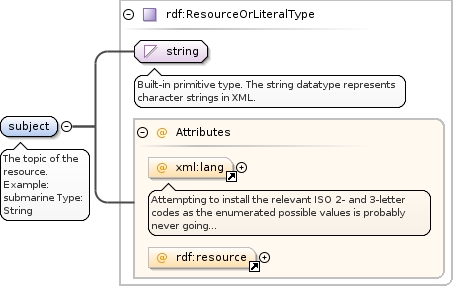 rdf:ResourceOrLiteralType
string
Built-in primitive type. The string datatype represents
character strings in XML.
subject
The topic of the
resource.
Example:
submarine Type:
String
@ Attributes
@ xml:lang
Attempting to install the relevant ISO 2- and 3-letter
codes as the enumerated possible values is probably
never going...
@ rdf:resource